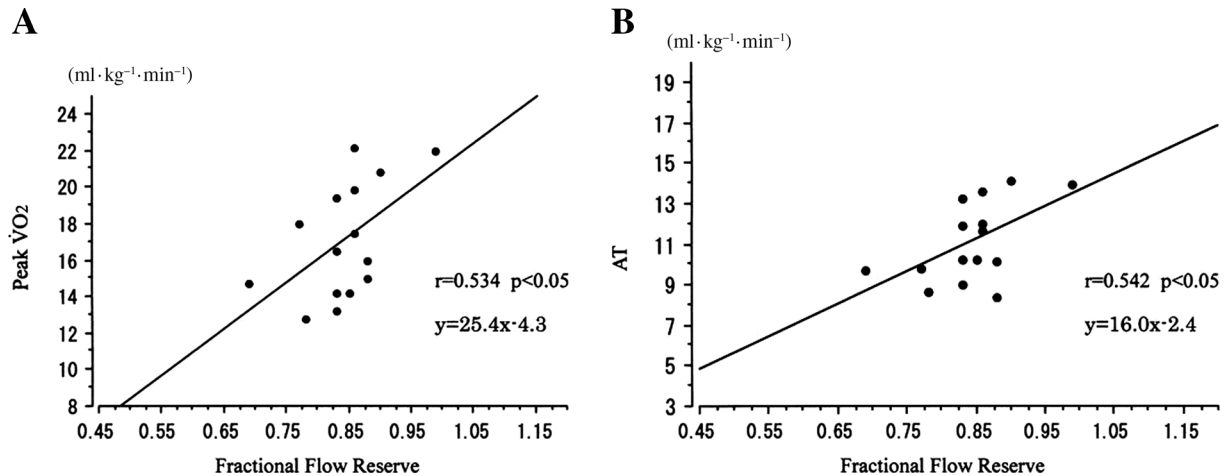 A
(ml·kg⁻¹·min⁻¹)
24
22
20
18
16
14
12
10
8
Peak V̇O2
r=0.534 p<0.05
y=25.4x-4.3
0.45 0.55 0.65 0.75 0.85 0.95 1.05 1.15
Fractional Flow Reserve
B
(ml·kg⁻¹·min⁻¹)
19
17
15
13
11
9
7
5
3
AT
r=0.542 p<0.05
y=16.0x-2.4
0.45 0.55 0.65 0.75 0.85 0.95 1.05 1.15
Fractional Flow Reserve